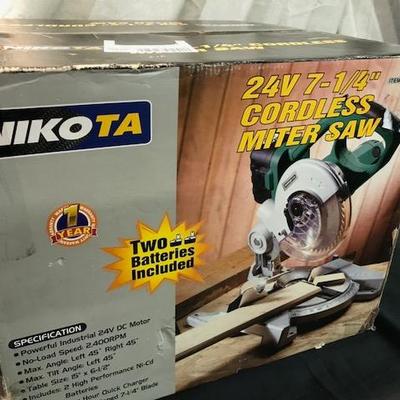 NIKOTA
24V 7-1/4"
CORDLESS
MITER SAW
ITEM
1
YEAR
TWO
Batteries
Included
SPECIFICATION
• Powerful Industrial 24V DC Motor
• No-Load Speed: 2,400RPM
• Max. Angle: Left 45° Right 45°
• Max. Tilt Angle: Left 45°
• Table Size: 15" x 6-1/2"
• Includes: 2 High Performance Ni-Cd
Hour Quick Charger
7-1/4" Blade